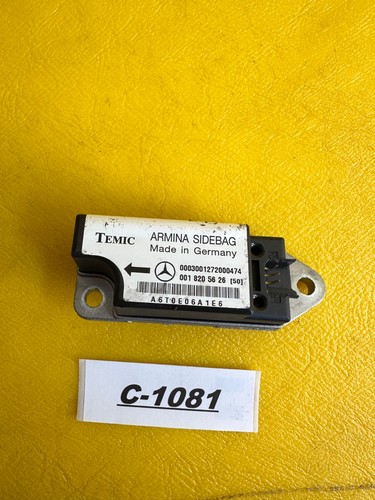 TEMIC ARMINA SIDEBAG
Made in Germany
0003001272000474
001 820 56 26 [50]
A6T0E06A1E6
C-1081